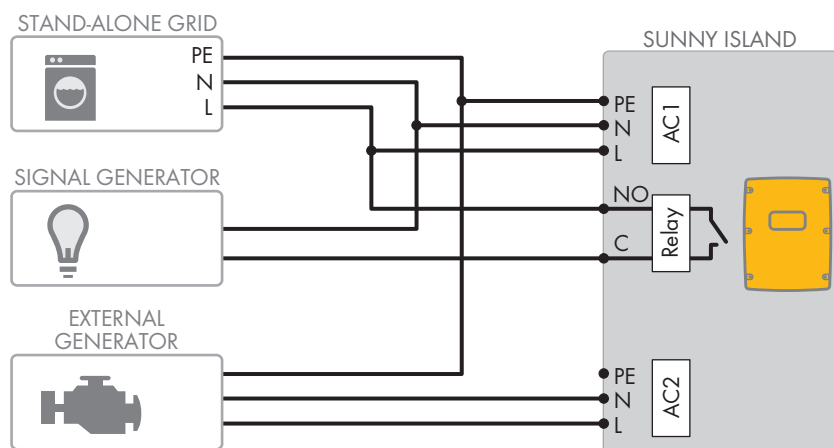 STAND-ALONE GRID
PE
N
L
SUNNY ISLAND
PE
N
L
AC1
SIGNAL GENERATOR
NO
C
Relay
EXTERNAL
GENERATOR
PE
N
L
AC2